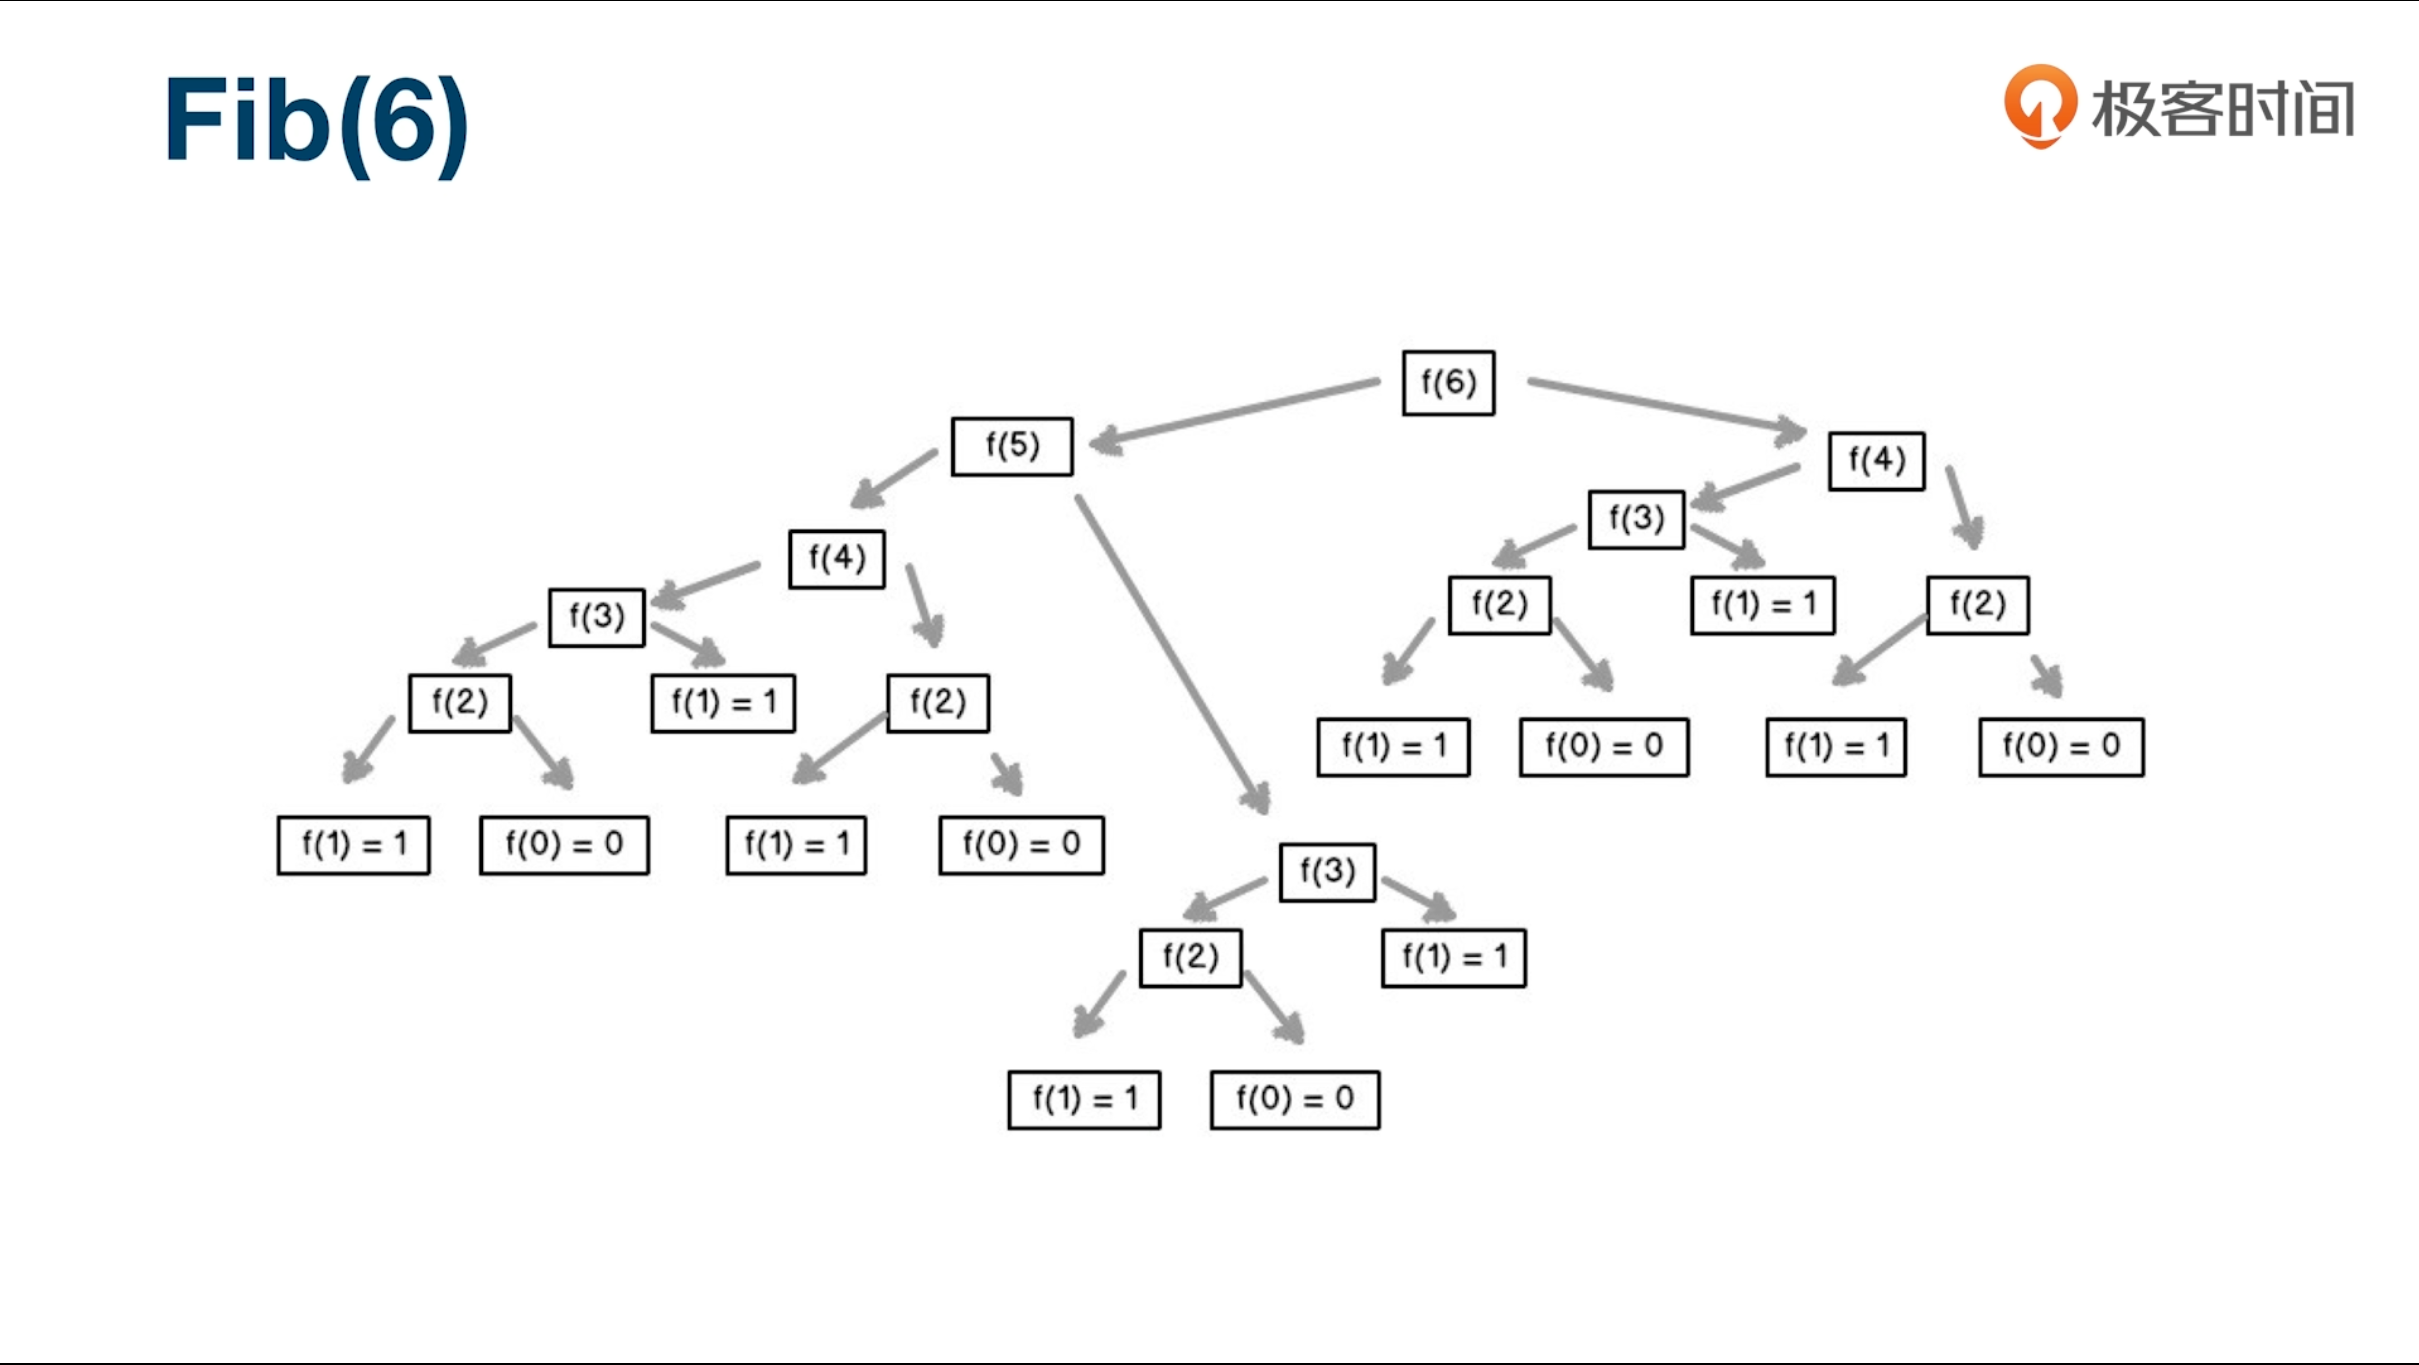 Fib(6)
极客时间
f(6)
f(5)
f(4)
f(3)
f(4)
f(3)
f(2)
f(1) = 1
f(2)
f(2)
f(1) = 1
f(2)
f(1) = 1
f(0) = 0
f(1) = 1
f(0) = 0
f(1) = 1
f(0) = 0
f(1) = 1
f(0) = 0
f(3)
f(2)
f(1) = 1
f(1) = 1
f(0) = 0